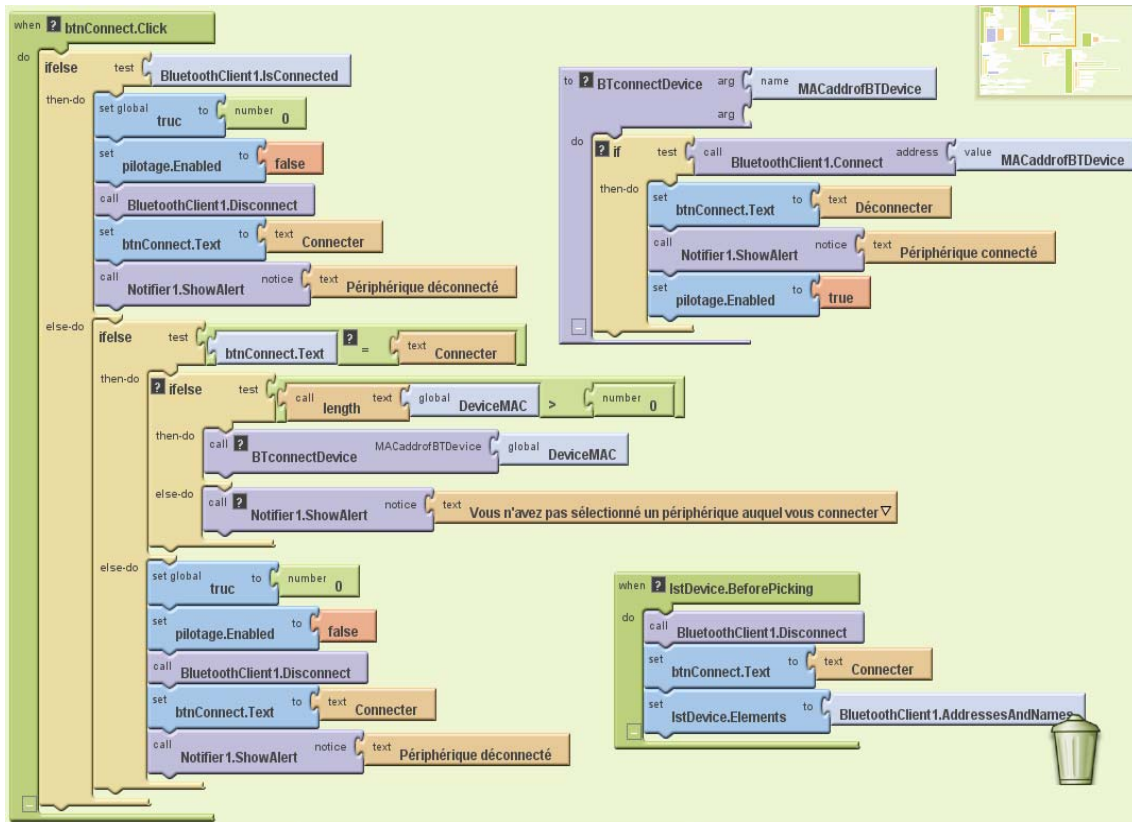 when ? btnConnect.Click
do
ifelse test BluetoothClient1.IsConnected
then-do
set global truc to number 0
set pilotage.Enabled to false
call BluetoothClient1.Disconnect
set btnConnect.Text to text Connecter
call Notifier1.ShowAlert notice text Périphérique déconnecté
else-do
ifelse test btnConnect.Text ? = text Connecter
then-do
? ifelse test call length text global DeviceMAC > number 0
then-do
call ? BTconnectDevice MACaddrofBTDevice global DeviceMAC
else-do
call ? Notifier1.ShowAlert notice text Vous n'avez pas sélectionné un périphérique auquel vous connecter
else-do
set global truc to number 0
set pilotage.Enabled to false
call BluetoothClient1.Disconnect
set btnConnect.Text to text Connecter
call Notifier1.ShowAlert notice text Périphérique déconnecté
to ? BTconnectDevice arg name MACaddrofBTDevice
arg
do
? if test call BluetoothClient1.Connect address value MACaddrofBTDevice
then-do
set btnConnect.Text to text Déconnecter
call Notifier1.ShowAlert notice text Périphérique connecté
set pilotage.Enabled to true
when ? lstDevice.BeforePicking
do
call BluetoothClient1.Disconnect
set btnConnect.Text to text Connecter
set lstDevice.Elements to BluetoothClient1.AddressesAndNames